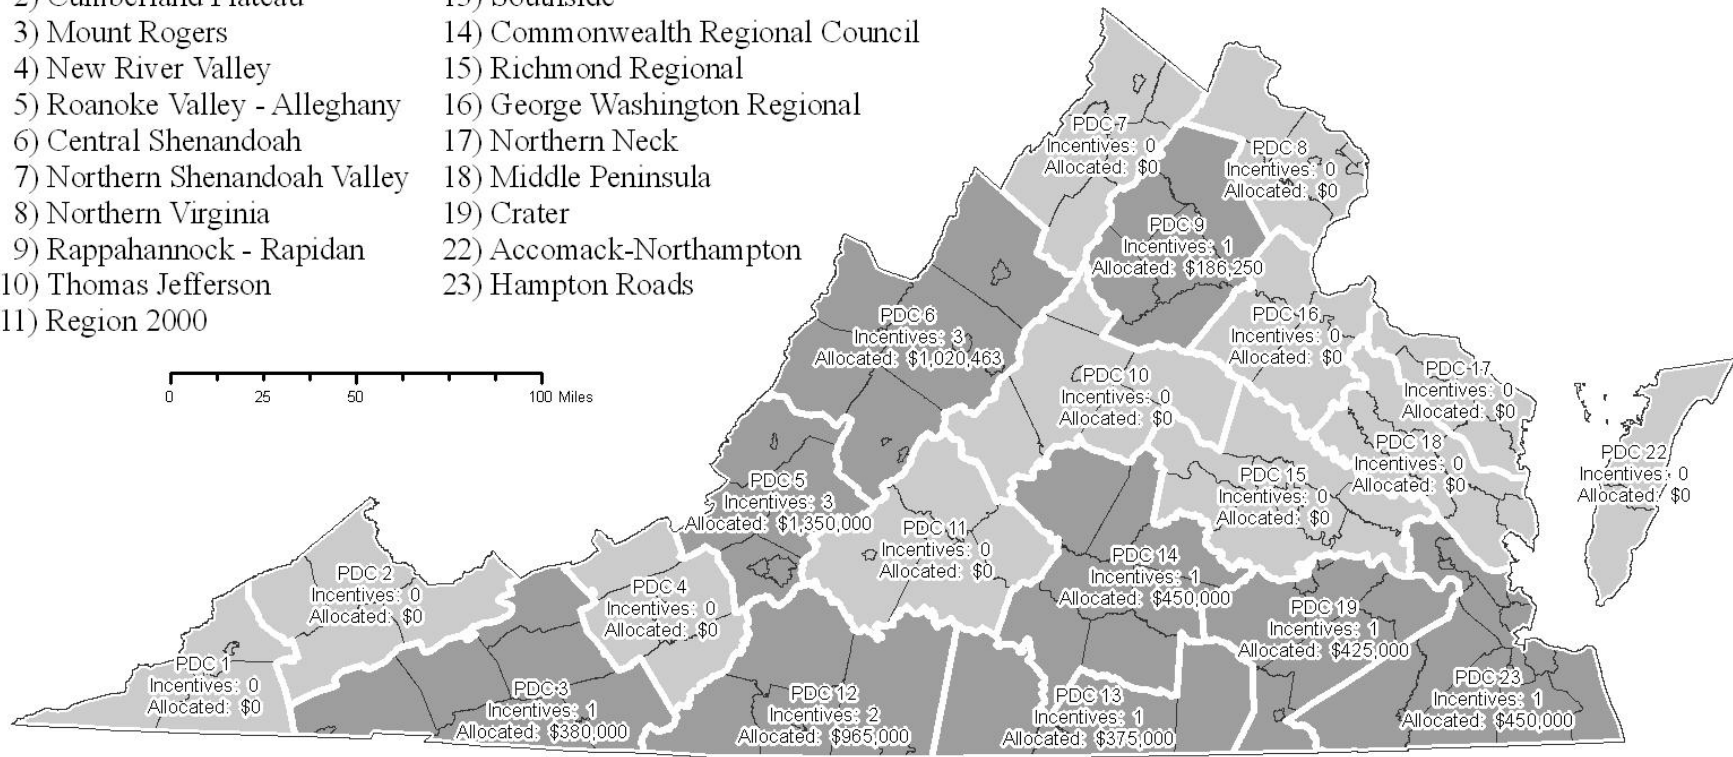 2) Cumberland Plateau
3) Mount Rogers
4) New River Valley
5) Roanoke Valley - Alleghany
6) Central Shenandoah
7) Northern Shenandoah Valley
8) Northern Virginia
9) Rappahannock - Rapidan
10) Thomas Jefferson
11) Region 2000
13) Southside
14) Commonwealth Regional Council
15) Richmond Regional
16) George Washington Regional
17) Northern Neck
18) Middle Peninsula
19) Crater
22) Accomack-Northampton
23) Hampton Roads
0 25 50 100 Miles
PDC 7
Incentives: 0
Allocated: $0
PDC 8
Incentives: 0
Allocated: $0
PDC 9
Incentives: 1
Allocated: $186,250
PDC 6
Incentives: 3
Allocated: $1,020,463
PDC 16
Incentives: 0
Allocated: $0
PDC 10
Incentives: 0
Allocated: $0
PDC 17
Incentives: 0
Allocated: $0
PDC 18
Incentives: 0
Allocated: $0
PDC 22
Incentives: 0
Allocated: $0
PDC 5
Incentives: 3
Allocated: $1,350,000
PDC 15
Incentives: 0
Allocated: $0
PDC 11
Incentives: 0
Allocated: $0
PDC 14
Incentives: 1
Allocated: $450,000
PDC 2
Incentives: 0
Allocated: $0
PDC 4
Incentives: 0
Allocated: $0
PDC 19
Incentives: 1
Allocated: $425,000
PDC 1
Incentives: 0
Allocated: $0
PDC 3
Incentives: 1
Allocated: $380,000
PDC 12
Incentives: 2
Allocated: $965,000
PDC 13
Incentives: 1
Allocated: $375,000
PDC 23
Incentives: 1
Allocated: $450,000